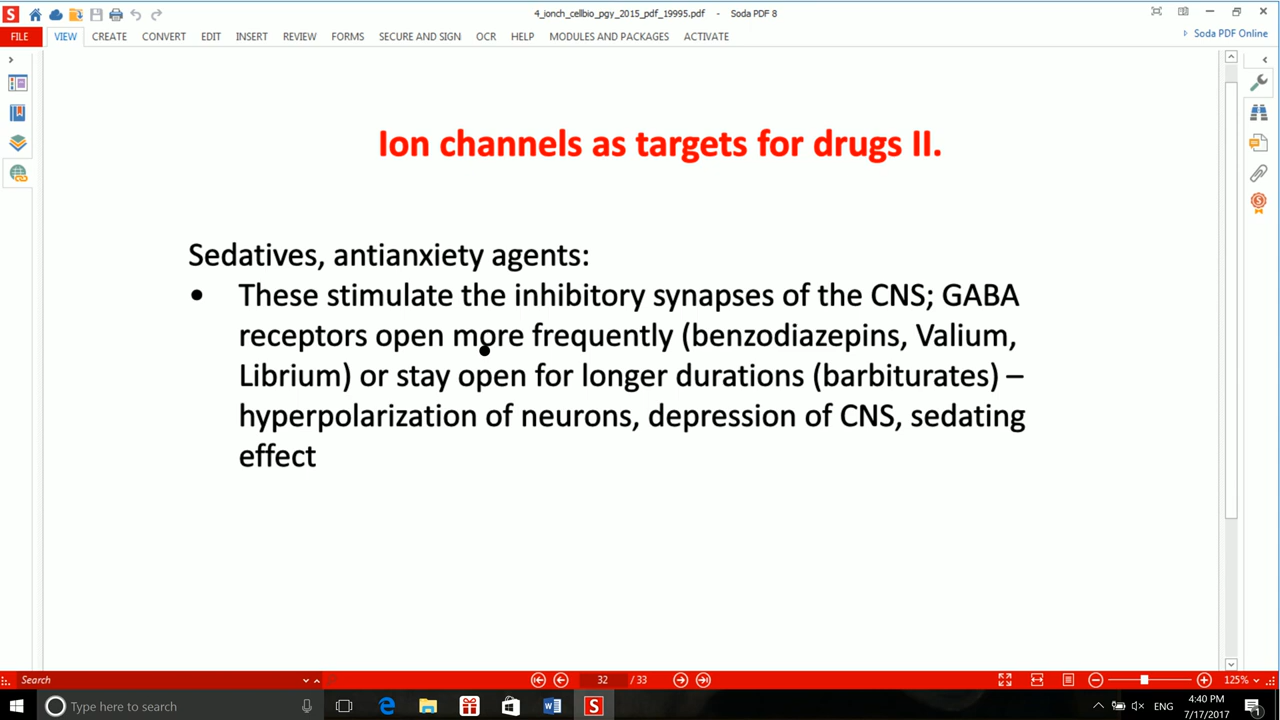 4_ionch_cellbio_pgy_2015_pdf_19995.pdf - Soda PDF 8
FILE VIEW CREATE CONVERT EDIT INSERT REVIEW FORMS SECURE AND SIGN OCR HELP MODULES AND PACKAGES ACTIVATE
Soda PDF Online
Ion channels as targets for drugs II.
Sedatives, antianxiety agents:
• These stimulate the inhibitory synapses of the CNS; GABA
receptors open more frequently (benzodiazepins, Valium,
Librium) or stay open for longer durations (barbiturates) –
hyperpolarization of neurons, depression of CNS, sedating
effect
Search 32 / 33 125%
Type here to search ENG 4:40 PM
7/17/2017